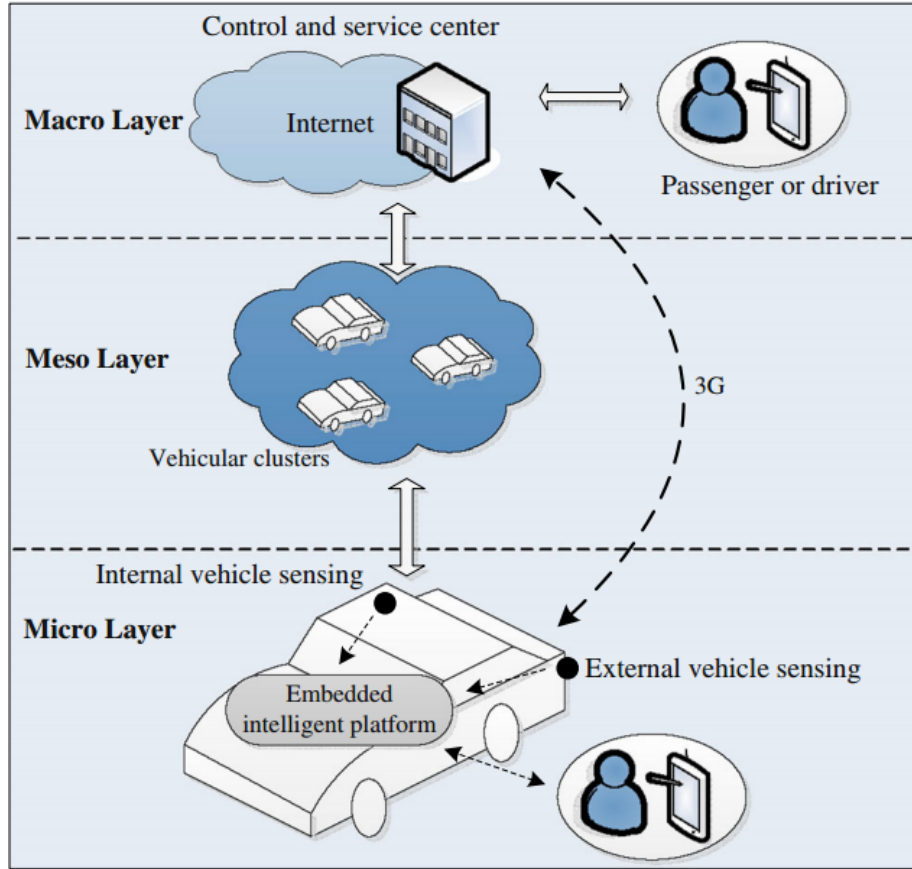 Control and service center
Macro Layer
Internet
Passenger or driver
Meso Layer
3G
Vehicular clusters
Internal vehicle sensing
Micro Layer
External vehicle sensing
Embedded
intelligent platform